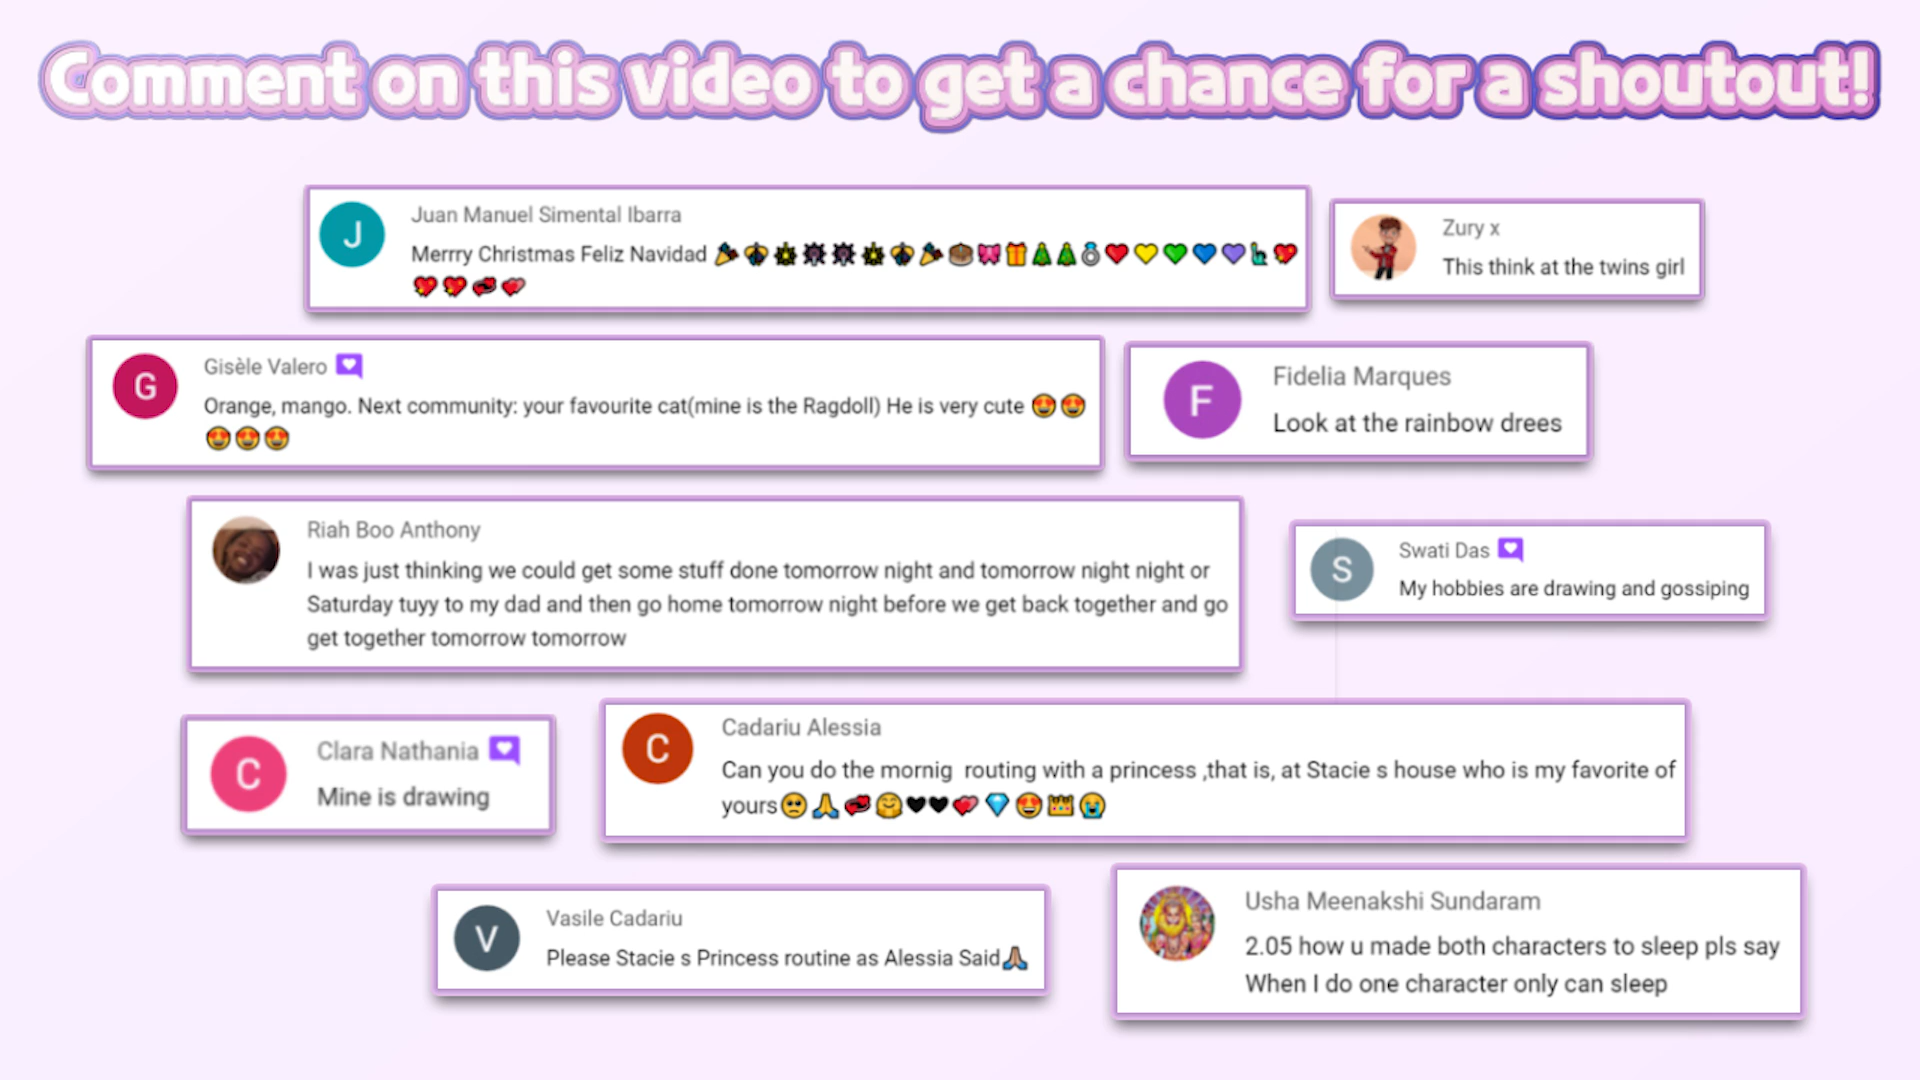 Comment on this video to get a chance for a shoutout!
J
Juan Manuel Simental Ibarra
Merrry Christmas Feliz Navidad
Zury x
This think at the twins girl
G
Gisèle Valero
Orange, mango. Next community: your favourite cat(mine is the Ragdoll) He is very cute 😍😍
😍😍😍
F
Fidelia Marques
Look at the rainbow drees
Riah Boo Anthony
I was just thinking we could get some stuff done tomorrow night and tomorrow night night or
Saturday tuyy to my dad and then go home tomorrow night before we get back together and go
get together tomorrow tomorrow
S
Swati Das
My hobbies are drawing and gossiping
C
Clara Nathania
Mine is drawing
C
Cadariu Alessia
Can you do the mornig  routing with a princess ,that is, at Stacie s house who is my favorite of
yours🥺🙏💞🤗🖤🖤💕💎😍👑😭
V
Vasile Cadariu
Please Stacie s Princess routine as Alessia Said🙏🏽
Usha Meenakshi Sundaram
2.05 how u made both characters to sleep pls say
When I do one character only can sleep